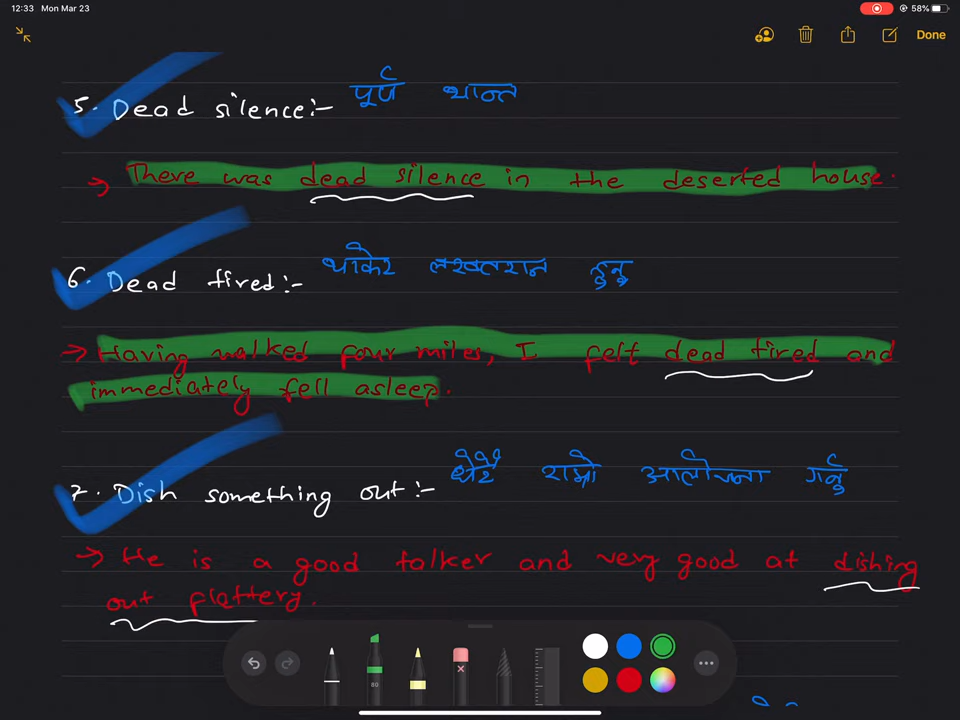 12:33 Mon Mar 23 58%
Done
5. Dead silence:- पूर्ण शान्त
→ There was dead silence in the deserted house.
6. Dead tired:- थाकेर लखतरान हुनु
→ Having walked four miles, I felt dead tired and
immediately fell asleep.
7. Dish something out:- धेरै राम्रो आलोचना गर्नु
→ He is a good talker and very good at dishing
out flattery.
80